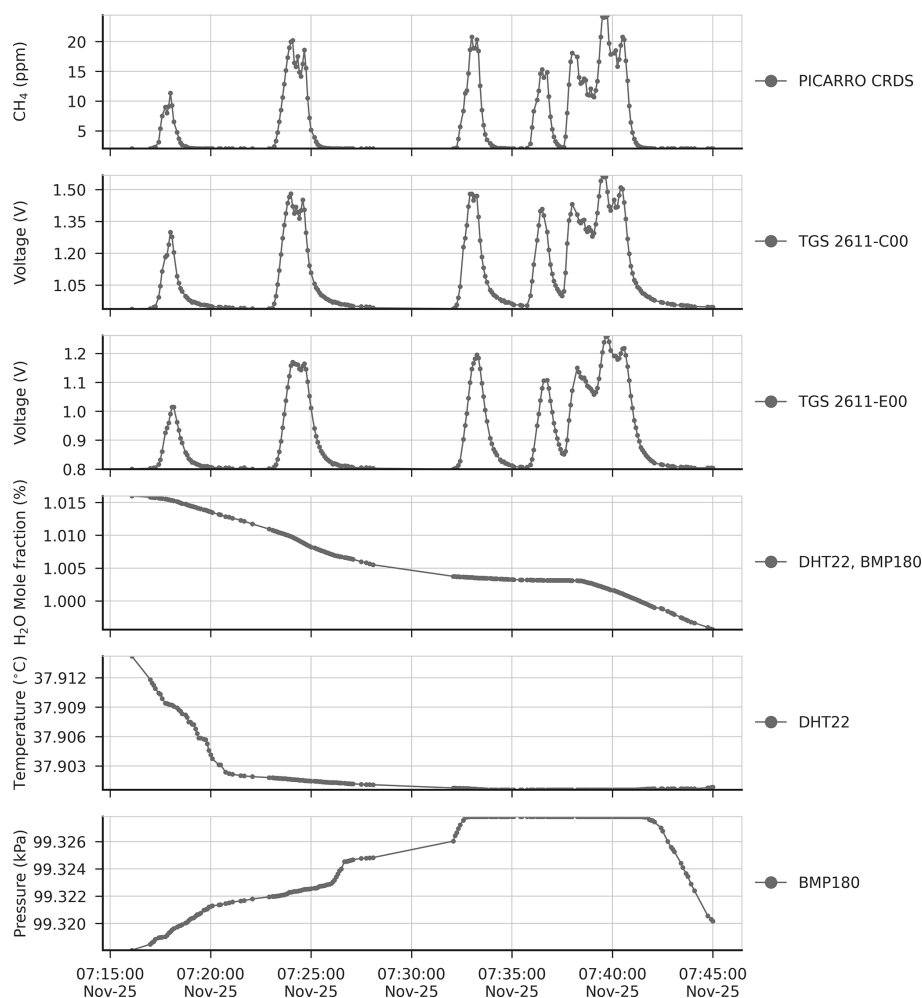 CH4 (ppm)
20
15
10
5
PICARRO CRDS
Voltage (V)
1.50
1.35
1.20
1.05
TGS 2611-C00
Voltage (V)
1.2
1.1
1.0
0.9
0.8
TGS 2611-E00
H2O Mole fraction (%)
1.015
1.010
1.005
1.000
DHT22, BMP180
Temperature (°C)
37.912
37.909
37.906
37.903
DHT22
Pressure (kPa)
99.326
99.324
99.322
99.320
BMP180
07:15:00 07:20:00 07:25:00 07:30:00 07:35:00 07:40:00 07:45:00
Nov-25 Nov-25 Nov-25 Nov-25 Nov-25 Nov-25 Nov-25